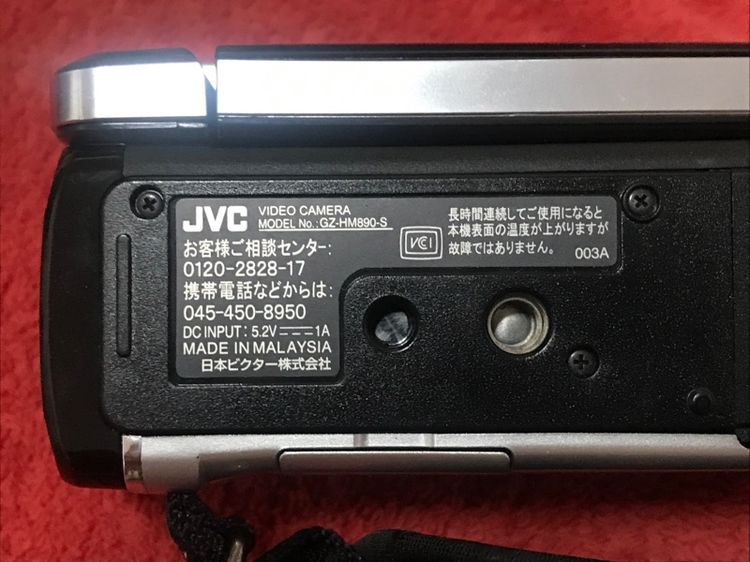 JVC
VIDEO CAMERA
MODEL No.: GZ-HM890-S
お客様ご相談センター:
0120-2828-17
携帯電話などからは:
045-450-8950
DC INPUT: 5.2V⎓1A
MADE IN MALAYSIA
日本ビクター株式会社
VCI
長時間連続してご使用になると
本機表面の温度が上がりますが
故障ではありません。
003A